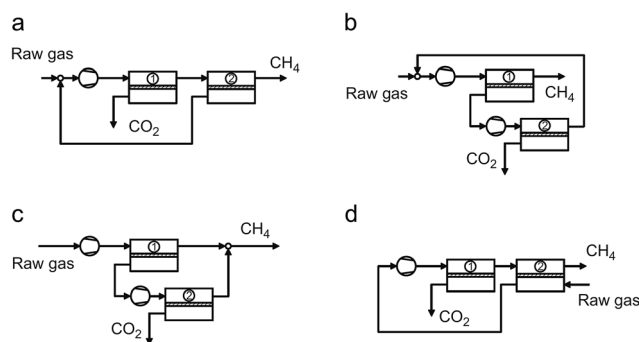 a
Raw gas
CH₄
①
②
CO₂
b
Raw gas
①
CH₄
②
CO₂
c
CH₄
Raw gas
①
②
CO₂
d
CH₄
①
②
Raw gas
CO₂